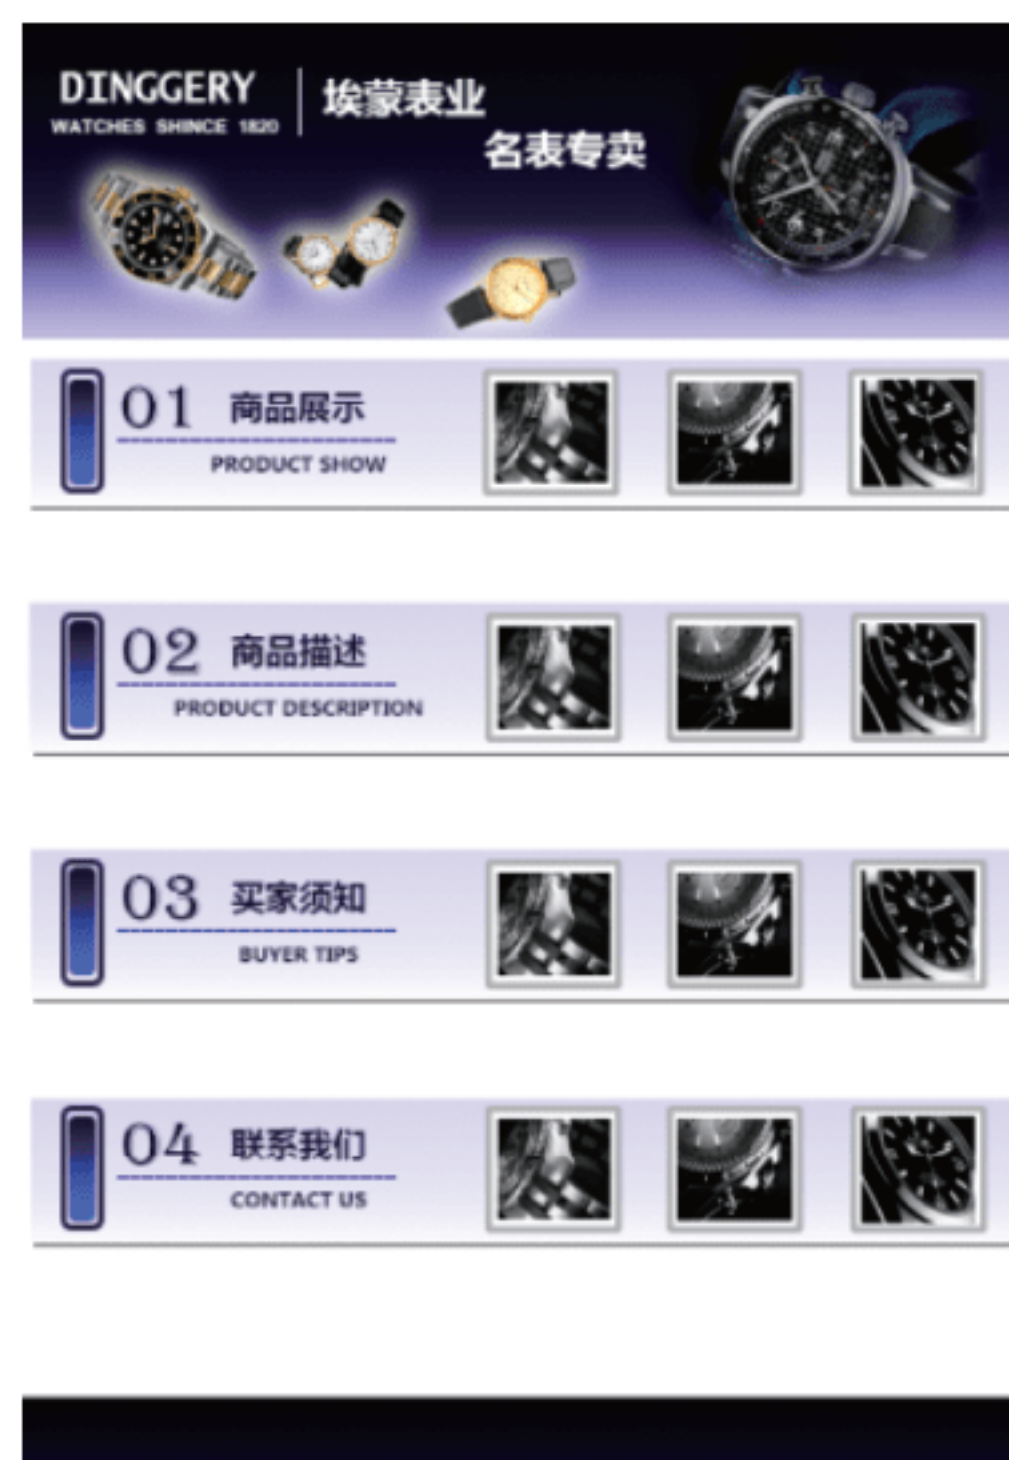 DINGGERY
WATCHES SHINCE 1820
埃蒙表业
名表专卖
01 商品展示
PRODUCT SHOW
02 商品描述
PRODUCT DESCRIPTION
03 买家须知
BUYER TIPS
04 联系我们
CONTACT US